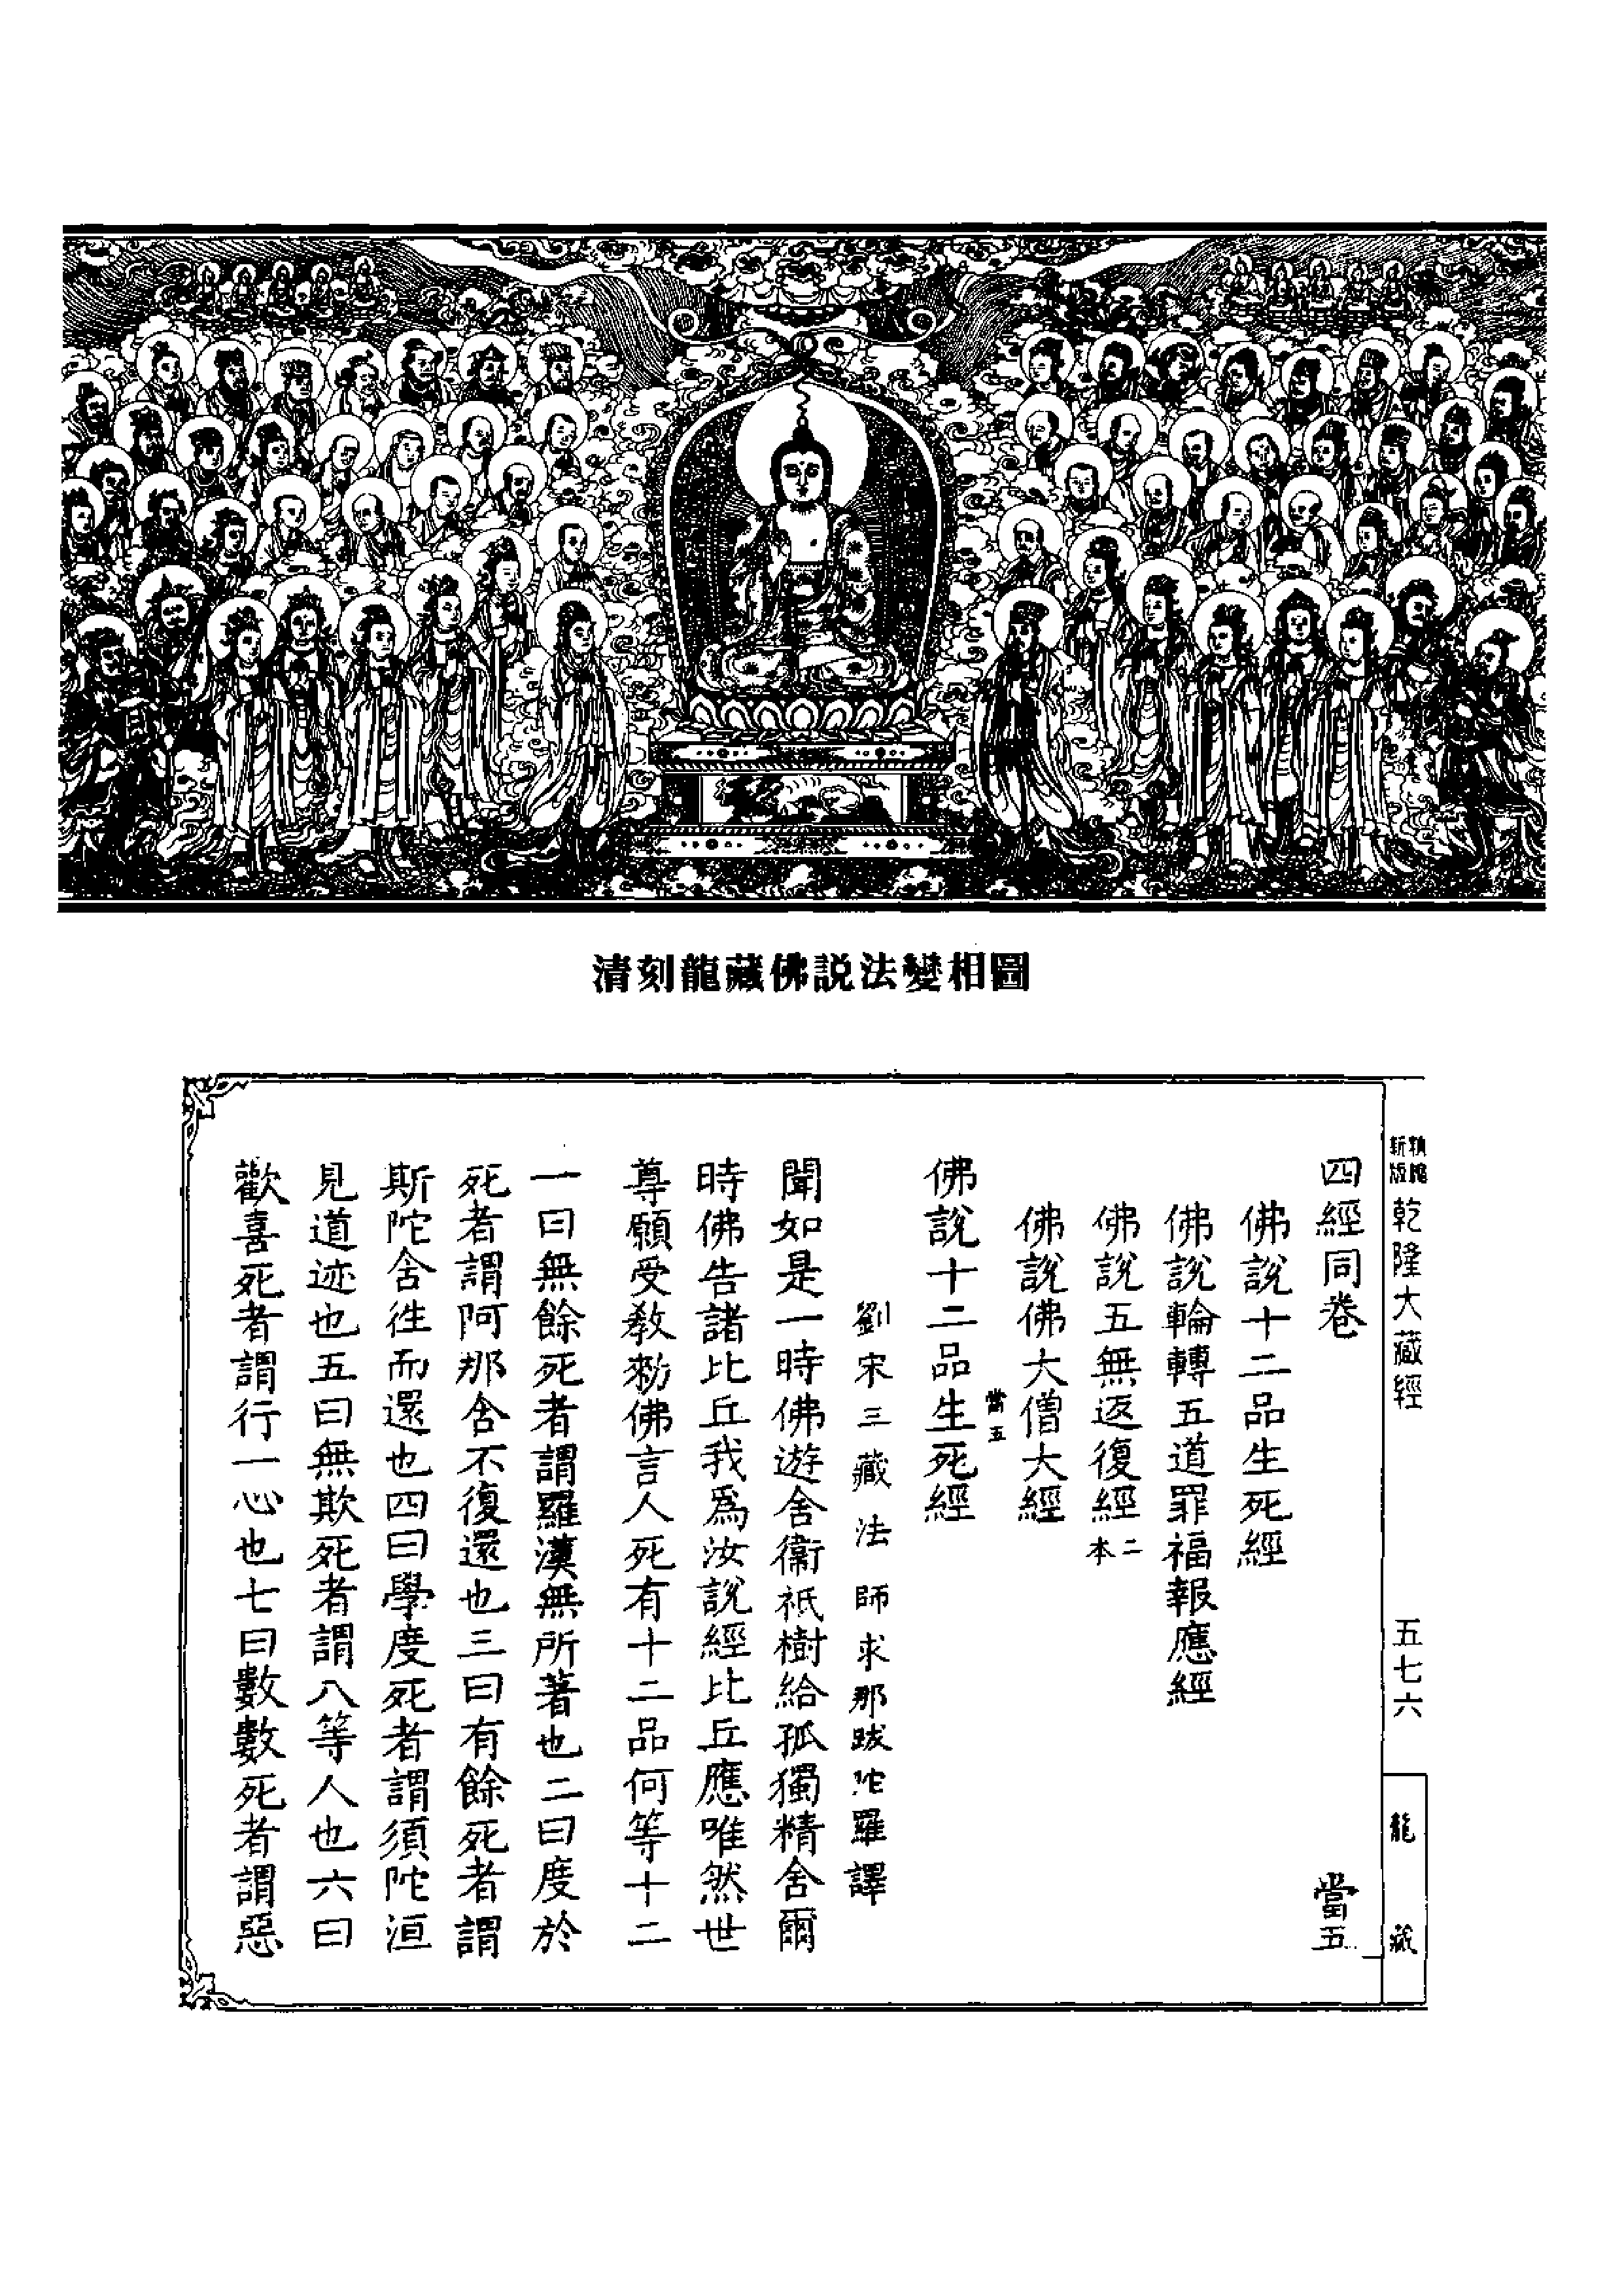 清刻龍藏佛說法變相圖
新版
乾隆大藏經
五七六
龍藏
四經同卷 當五
佛說十二品生死經
佛說輪轉五道罪福報應經
佛說五無返復經二本
佛說佛大僧大經
當五
佛說十二品生死經
劉宋三藏法師求那跋陀羅譯
聞如是一時佛遊舍衞祇樹給孤獨精舍爾
時佛告諸比丘我爲汝說經比丘應唯然世
尊願受教勑佛言人死有十二品何等十二
一曰無餘死者謂羅漢無所著也二曰度於
死者謂阿那含不復還也三曰有餘死者謂
斯陀含徃而還也四曰學度死者謂須陀洹
見道迹也五曰無欺死者謂八等人也六曰
歡喜死者謂行一心也七曰數數死者謂惡